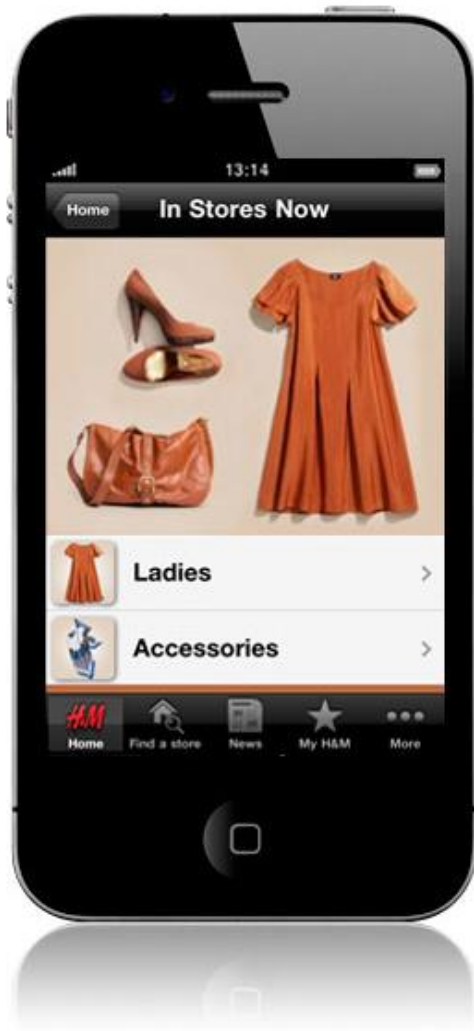 13:14
Home In Stores Now
Ladies
Accessories
H&M
Home Find a store News My H&M More